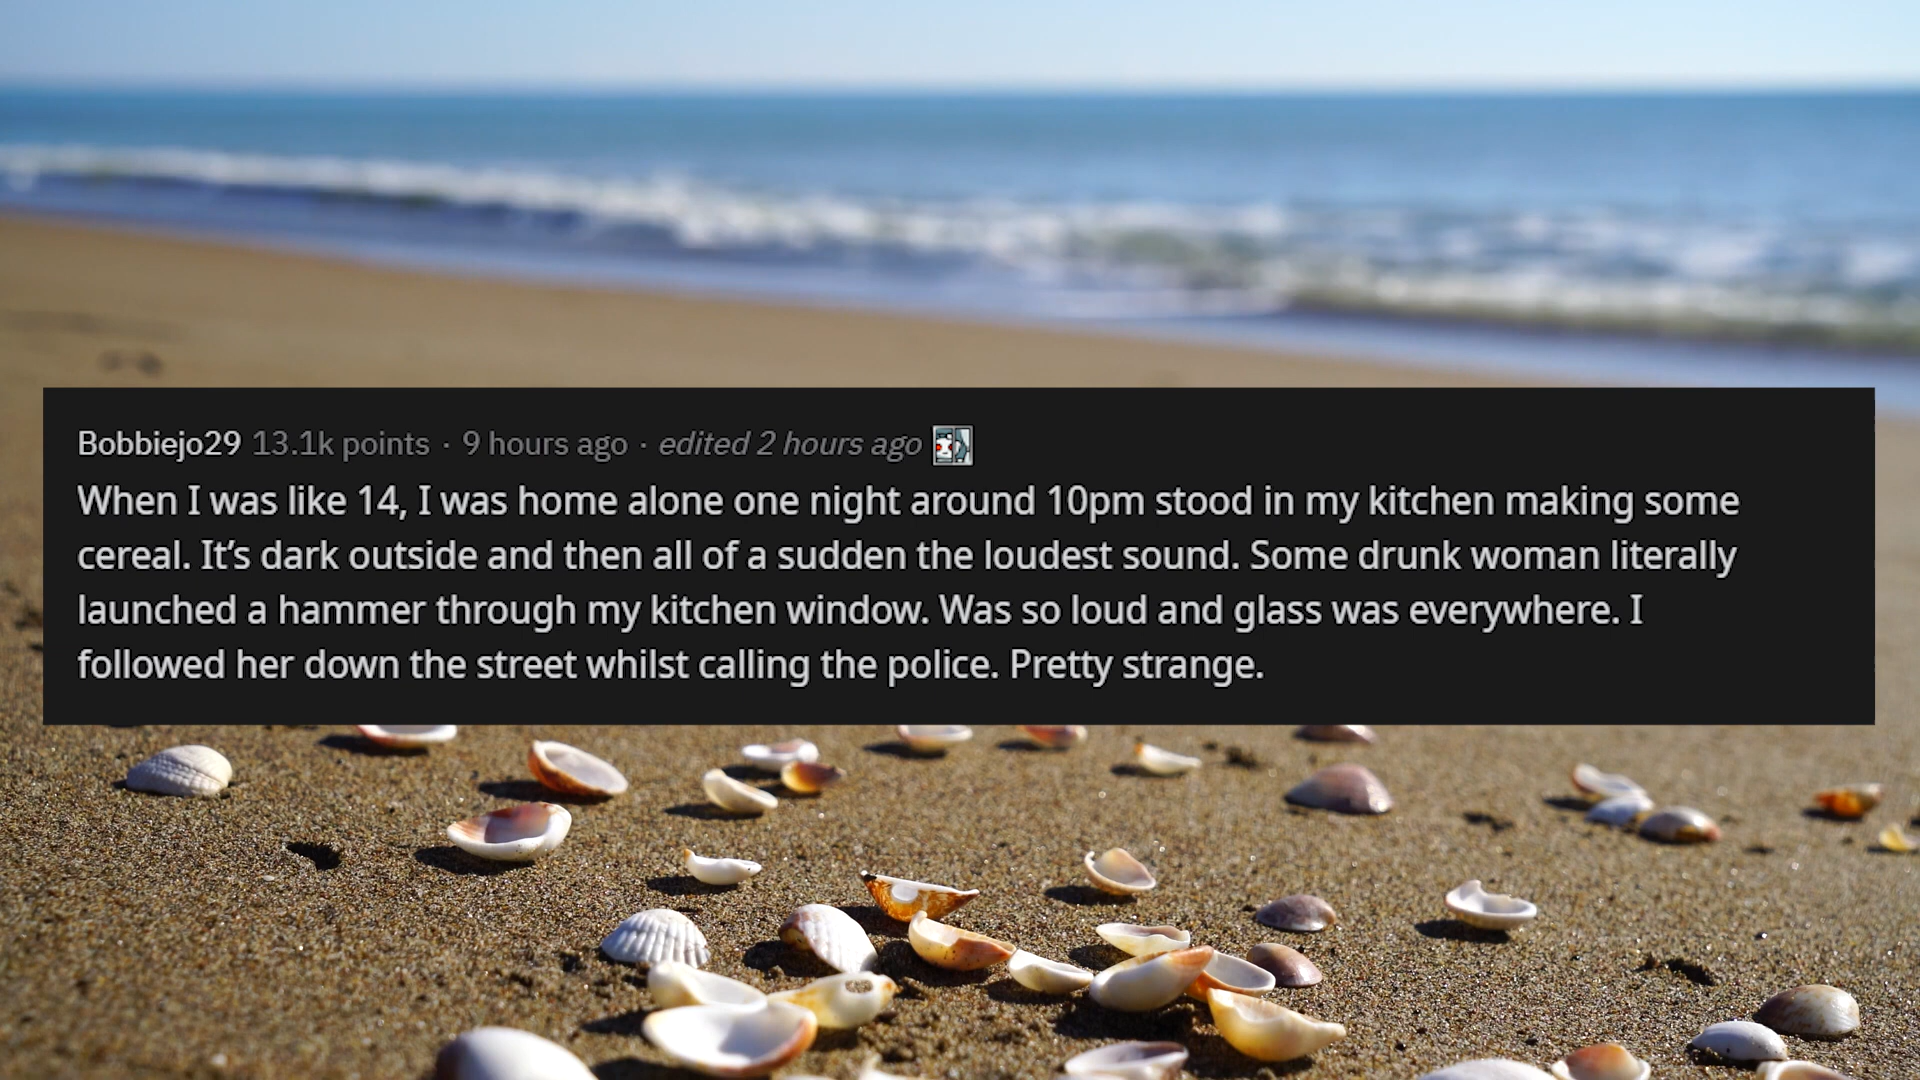 Bobbiejo29 13.1k points · 9 hours ago · edited 2 hours ago
When I was like 14, I was home alone one night around 10pm stood in my kitchen making some
cereal. It’s dark outside and then all of a sudden the loudest sound. Some drunk woman literally
launched a hammer through my kitchen window. Was so loud and glass was everywhere. I
followed her down the street whilst calling the police. Pretty strange.